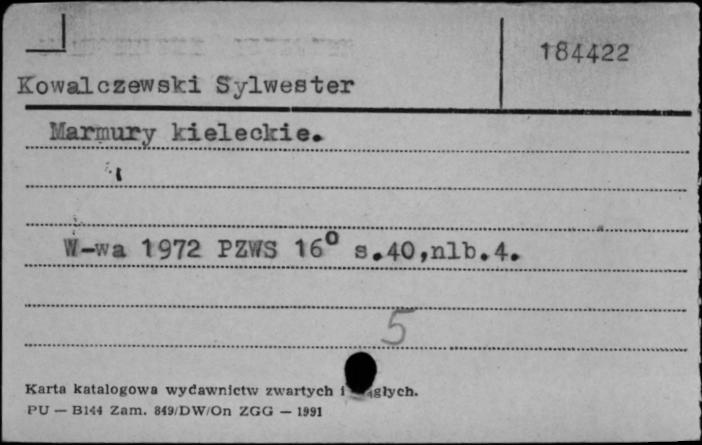 184422
Kowalczewski Sylwester
Marmury kieleckie.
W-wa 1972 PZWS 16° s.40,nlb.4.
5
Karta katalogowa wydawnictw zwartych i
PU — B144 Zam. 849/DW/On ZGG — 1991